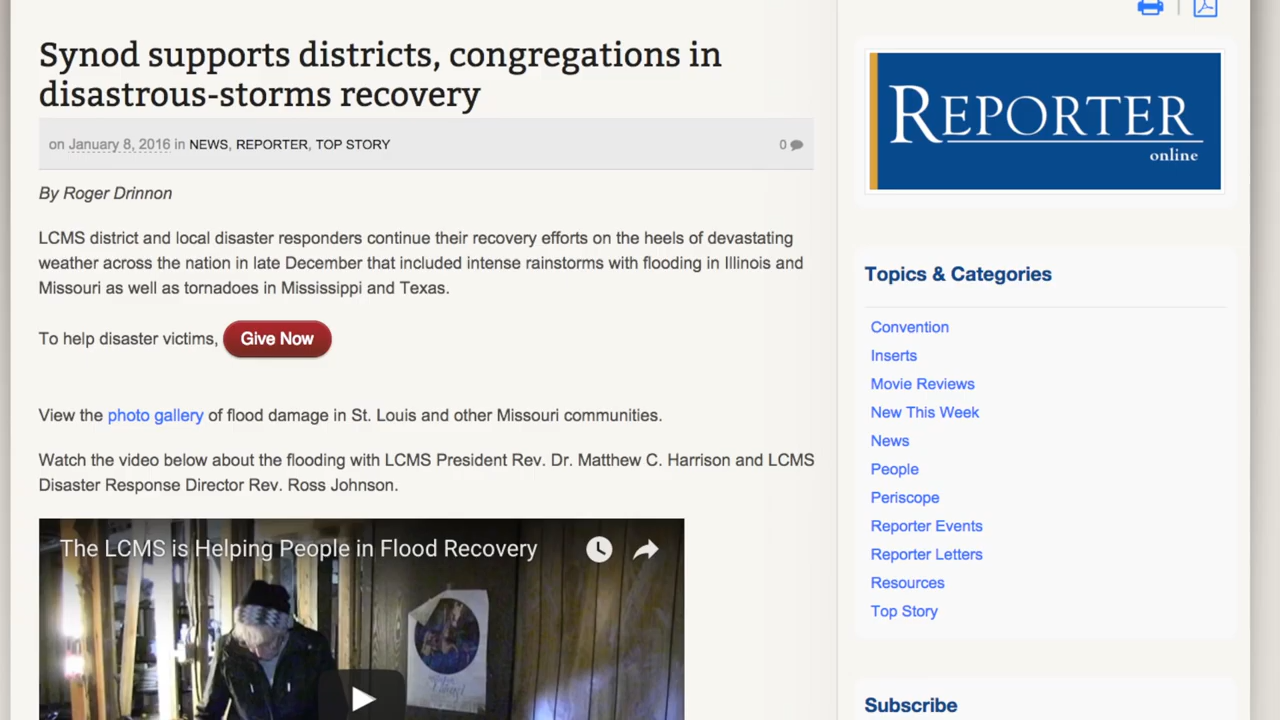 Synod supports districts, congregations in
disastrous-storms recovery
on January 8, 2016 in NEWS, REPORTER, TOP STORY
0
By Roger Drinnon
LCMS district and local disaster responders continue their recovery efforts on the heels of devastating
weather across the nation in late December that included intense rainstorms with flooding in Illinois and
Missouri as well as tornadoes in Mississippi and Texas.
To help disaster victims, Give Now
View the photo gallery of flood damage in St. Louis and other Missouri communities.
Watch the video below about the flooding with LCMS President Rev. Dr. Matthew C. Harrison and LCMS
Disaster Response Director Rev. Ross Johnson.
The LCMS is Helping People in Flood Recovery
REPORTER
online
Topics & Categories
Convention
Inserts
Movie Reviews
New This Week
News
People
Periscope
Reporter Events
Reporter Letters
Resources
Top Story
Subscribe